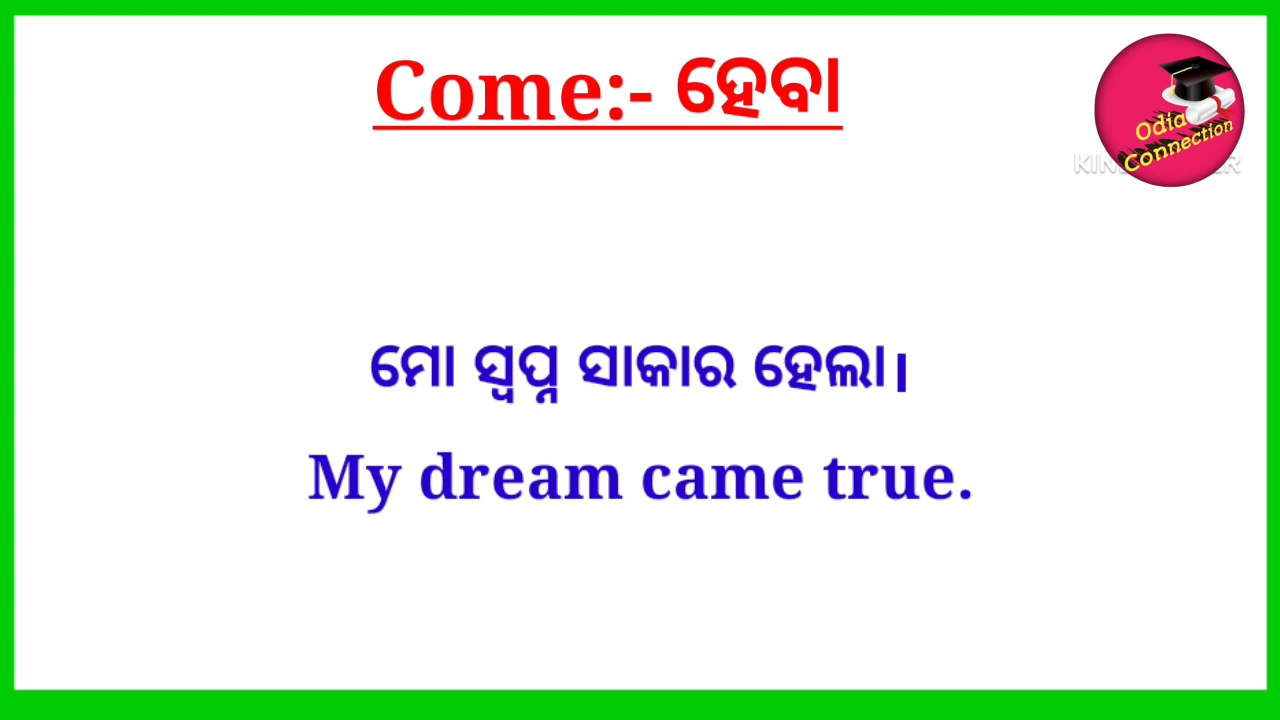 Come:- ହେବା
Odia
Connection
ମୋ ସ୍ୱପ୍ନ ସାକାର ହେଲା।
My dream came true.